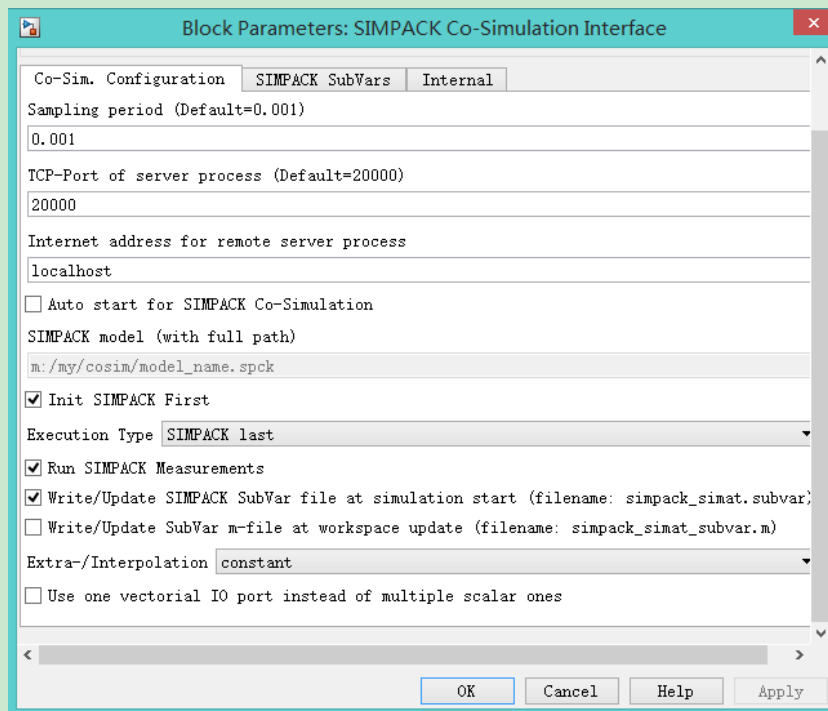 Block Parameters: SIMPACK Co-Simulation Interface
Co-Sim. Configuration SIMPACK SubVars Internal
Sampling period (Default=0.001)
0.001
TCP-Port of server process (Default=20000)
20000
Internet address for remote server process
localhost
Auto start for SIMPACK Co-Simulation
SIMPACK model (with full path)
m:/my/cosim/model_name.spck
Init SIMPACK First
Execution Type SIMPACK last
Run SIMPACK Measurements
Write/Update SIMPACK SubVar file at simulation start (filename: simpack_simat.subvar)
Write/Update SubVar m-file at workspace update (filename: simpack_simat_subvar.m)
Extra-/Interpolation constant
Use one vectorial IO port instead of multiple scalar ones
OK Cancel Help Apply